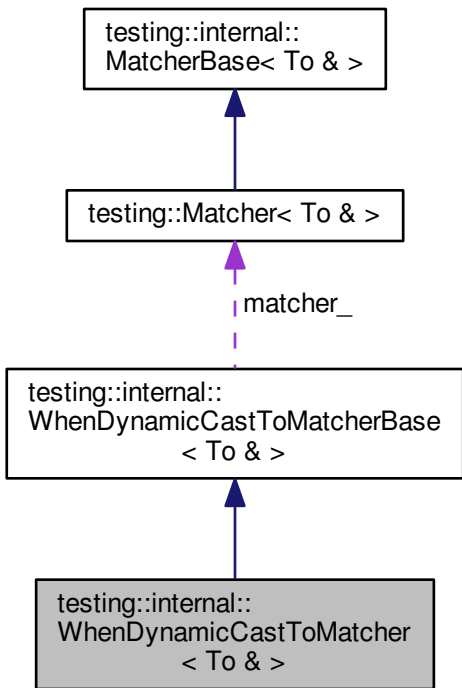 testing::internal::
MatcherBase< To & >
testing::Matcher< To & >
matcher_
testing::internal::
WhenDynamicCastToMatcherBase
< To & >
testing::internal::
WhenDynamicCastToMatcher
< To & >